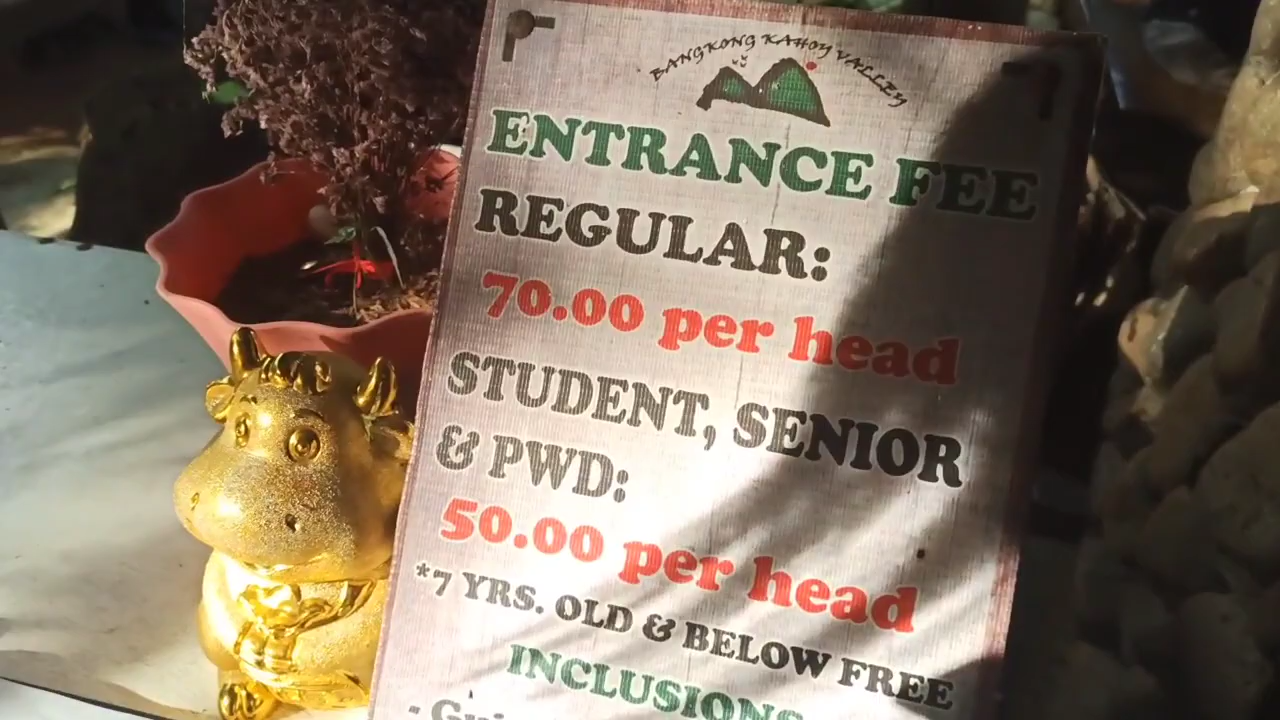 BANGKONG KAHOY VALLEY
ENTRANCE FEE
REGULAR:
70.00 per head
STUDENT, SENIOR
& PWD:
50.00 per head
*7 YRS. OLD & BELOW FREE
INCLUSIONS
-